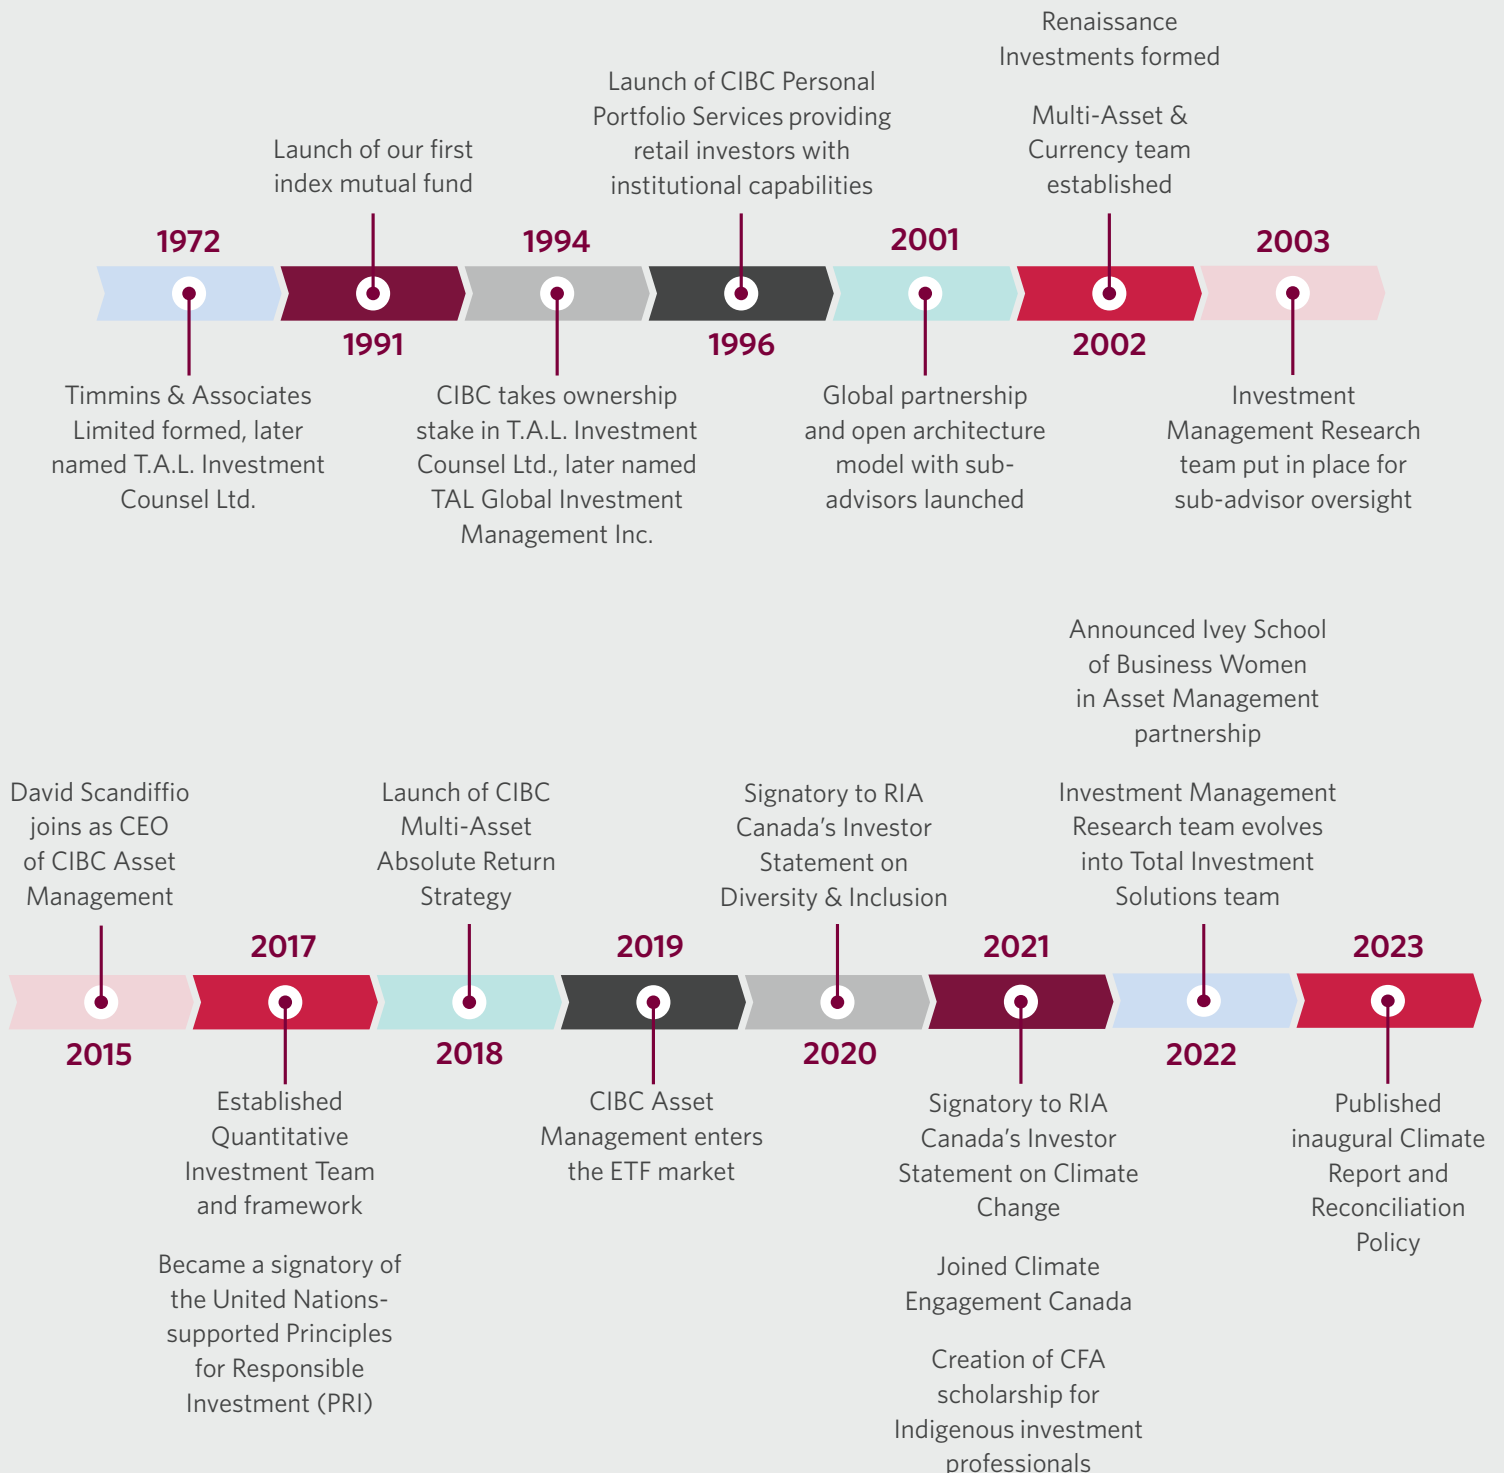 1972
Timmins & Associates
Limited formed, later
named T.A.L. Investment
Counsel Ltd.
Launch of our first
index mutual fund
1991
1994
CIBC takes ownership
stake in T.A.L. Investment
Counsel Ltd., later named
TAL Global Investment
Management Inc.
Launch of CIBC Personal
Portfolio Services providing
retail investors with
institutional capabilities
1996
2001
Global partnership
and open architecture
model with sub-
advisors launched
Renaissance
Investments formed
Multi-Asset &
Currency team
established
2002
2003
Investment
Management Research
team put in place for
sub-advisor oversight
David Scandiffio
joins as CEO
of CIBC Asset
Management
2015
2017
Established
Quantitative
Investment Team
and framework
Became a signatory of
the United Nations-
supported Principles
for Responsible
Investment (PRI)
Launch of CIBC
Multi-Asset
Absolute Return
Strategy
2018
2019
CIBC Asset
Management enters
the ETF market
Signatory to RIA
Canada’s Investor
Statement on
Diversity & Inclusion
2020
2021
Signatory to RIA
Canada’s Investor
Statement on Climate
Change
Joined Climate
Engagement Canada
Creation of CFA
scholarship for
Indigenous investment
professionals
Announced Ivey School
of Business Women
in Asset Management
partnership
Investment Management
Research team evolves
into Total Investment
Solutions team
2022
2023
Published
inaugural Climate
Report and
Reconciliation
Policy